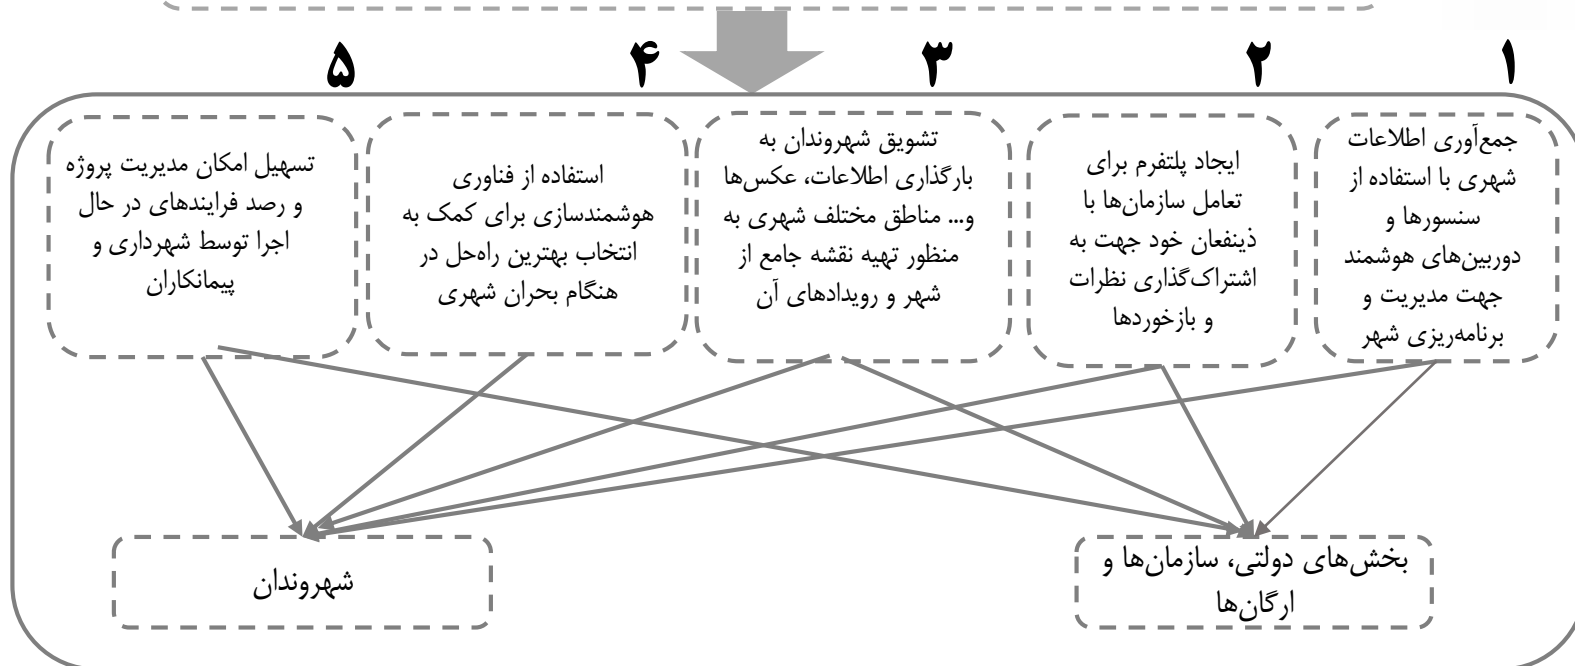 ۱
۲
۳
۴
۵
جمع‌آوری اطلاعات
شهری با استفاده از
سنسورها و
دوربین‌های هوشمند
جهت مدیریت و
برنامه‌ریزی شهر
ایجاد پلتفرم برای
تعامل سازمان‌ها با
ذینفعان خود جهت به
اشتراک‌گذاری نظرات
و بازخوردها
تشویق شهروندان به
بارگذاری اطلاعات، عکس‌ها
و... مناطق مختلف شهری به
منظور تهیه نقشه جامع از
شهر و رویدادهای آن
استفاده از فناوری
هوشمندسازی برای کمک به
انتخاب بهترین راه‌حل در
هنگام بحران شهری
تسهیل امکان مدیریت پروژه
و رصد فرایندهای در حال
اجرا توسط شهرداری و
پیمانکاران
بخش‌های دولتی، سازمان‌ها و
ارگان‌ها
شهروندان